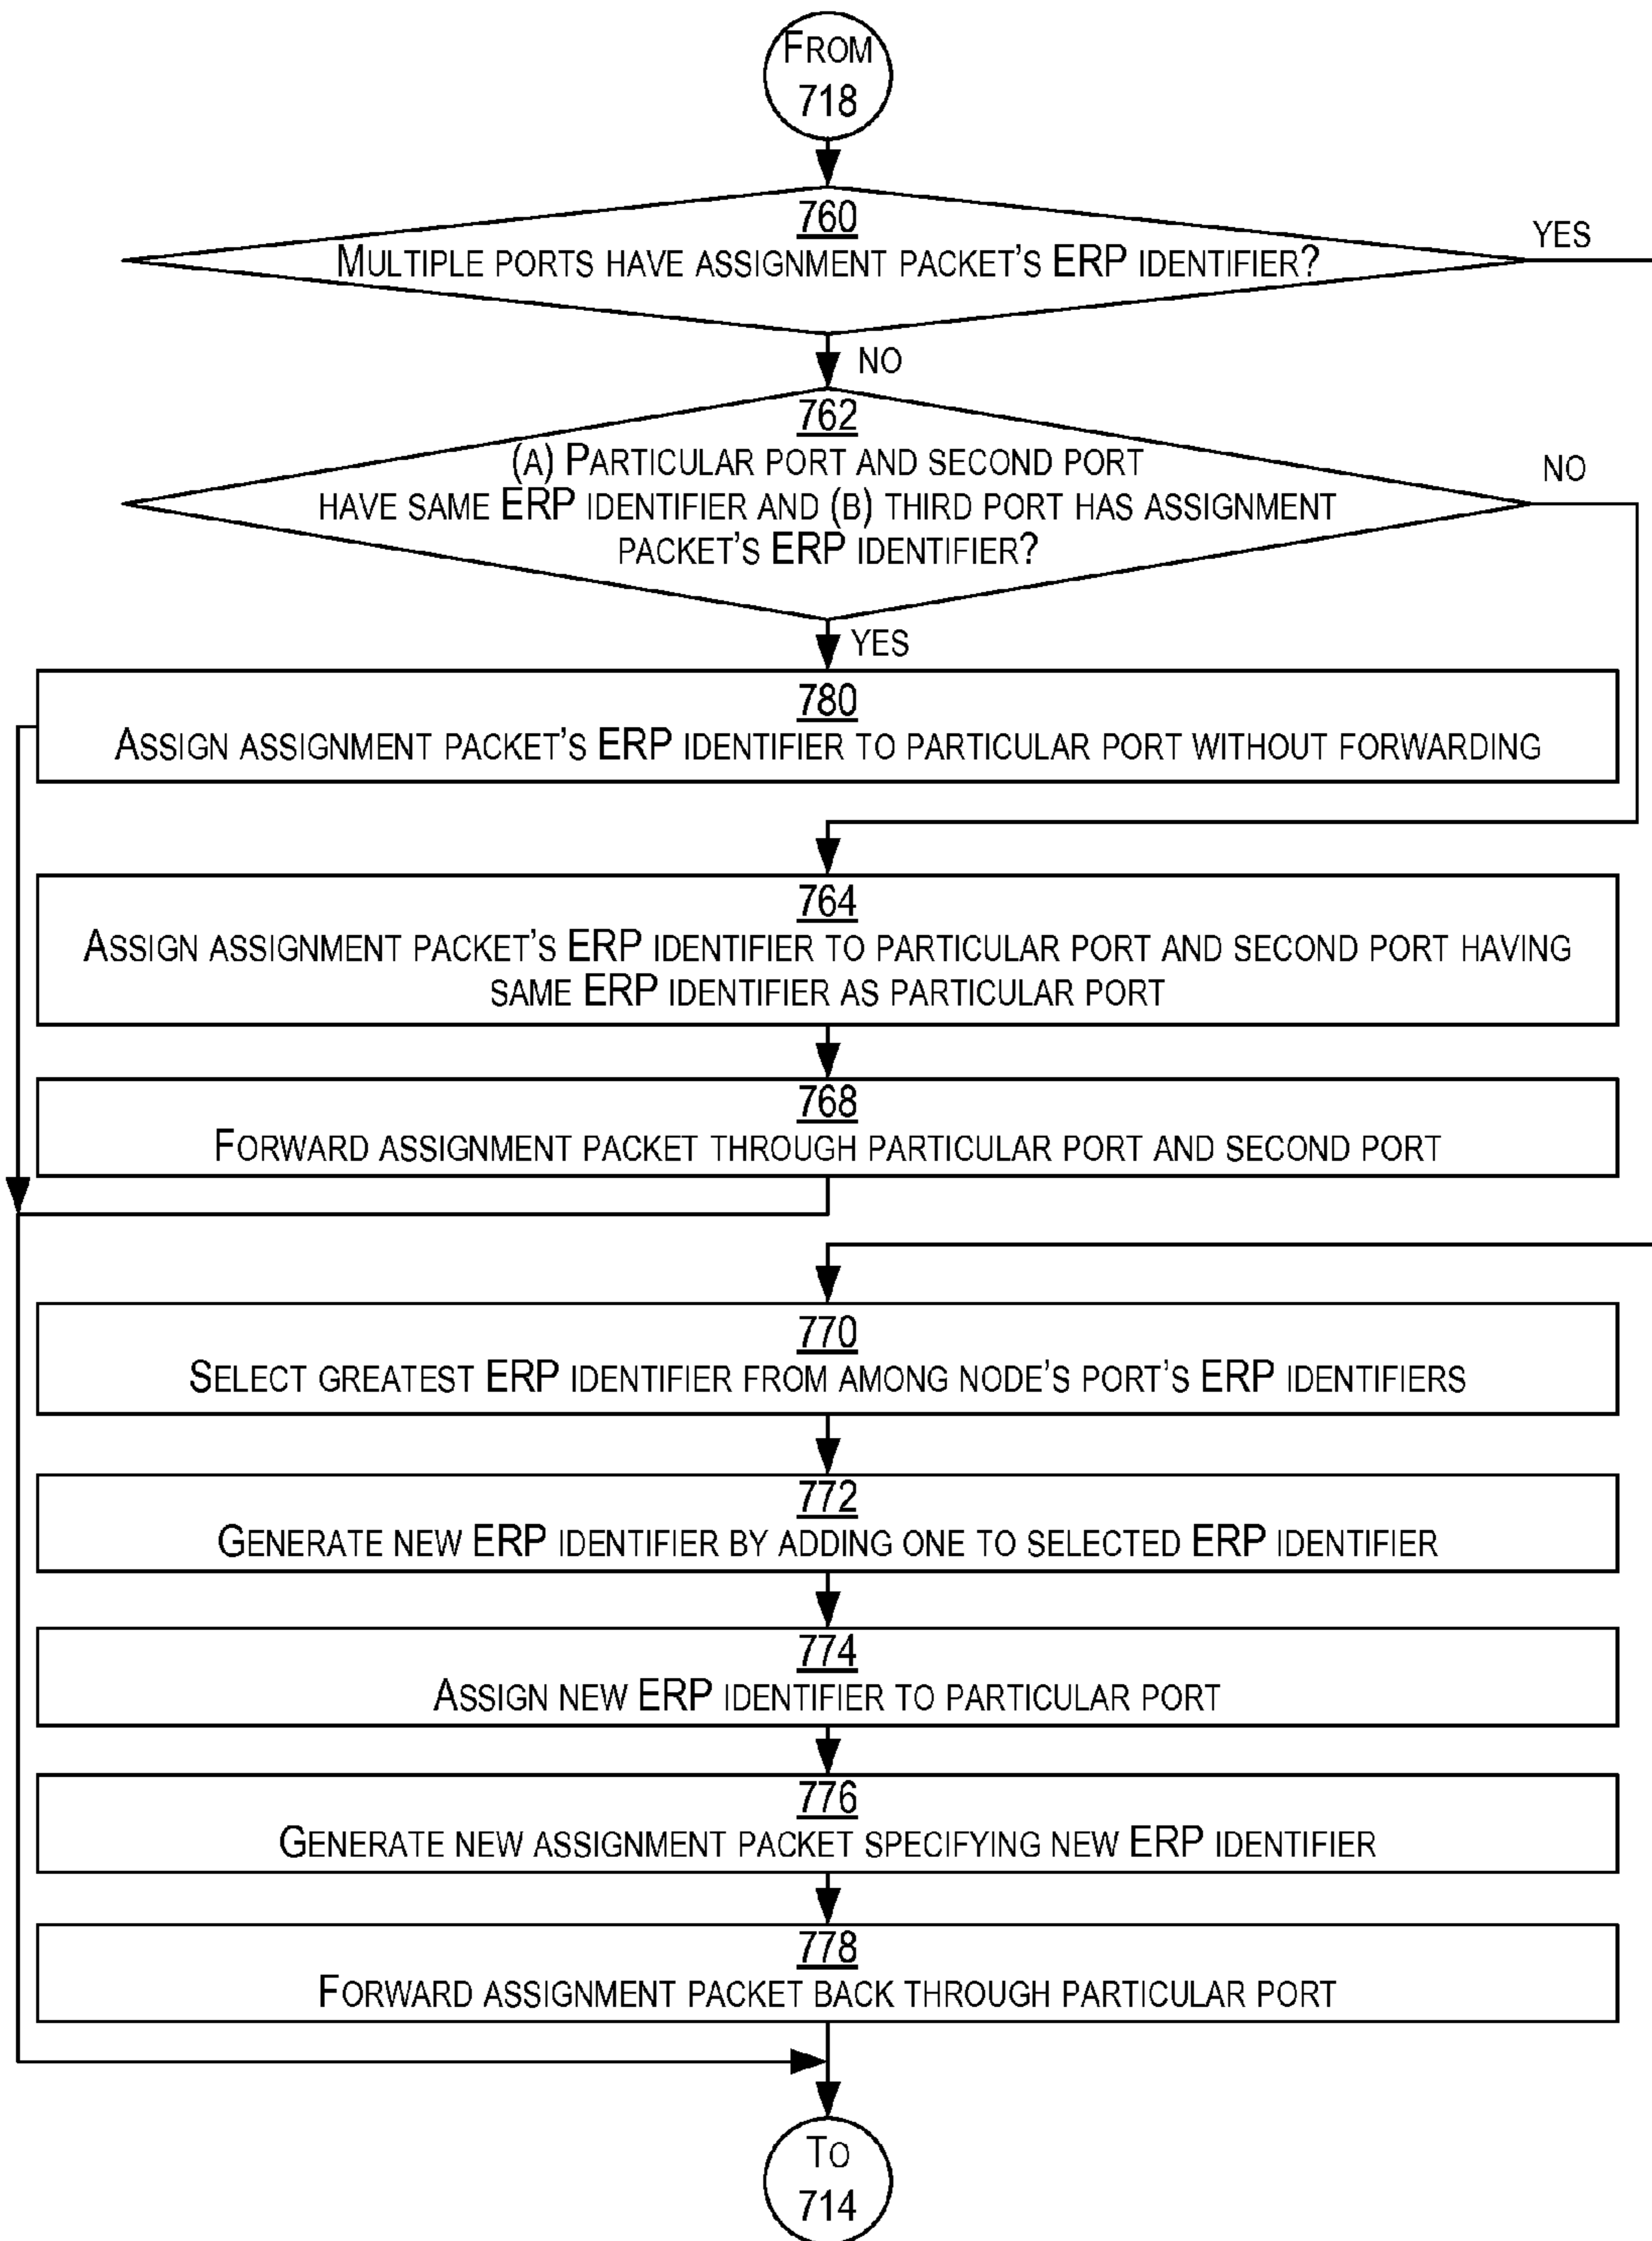 FROM
718
760
MULTIPLE PORTS HAVE ASSIGNMENT PACKET'S ERP IDENTIFIER?
YES
NO
762
(A) PARTICULAR PORT AND SECOND PORT
HAVE SAME ERP IDENTIFIER AND (B) THIRD PORT HAS ASSIGNMENT
PACKET'S ERP IDENTIFIER?
NO
YES
780
ASSIGN ASSIGNMENT PACKET'S ERP IDENTIFIER TO PARTICULAR PORT WITHOUT FORWARDING
764
ASSIGN ASSIGNMENT PACKET'S ERP IDENTIFIER TO PARTICULAR PORT AND SECOND PORT HAVING
SAME ERP IDENTIFIER AS PARTICULAR PORT
768
FORWARD ASSIGNMENT PACKET THROUGH PARTICULAR PORT AND SECOND PORT
770
SELECT GREATEST ERP IDENTIFIER FROM AMONG NODE'S PORT'S ERP IDENTIFIERS
772
GENERATE NEW ERP IDENTIFIER BY ADDING ONE TO SELECTED ERP IDENTIFIER
774
ASSIGN NEW ERP IDENTIFIER TO PARTICULAR PORT
776
GENERATE NEW ASSIGNMENT PACKET SPECIFYING NEW ERP IDENTIFIER
778
FORWARD ASSIGNMENT PACKET BACK THROUGH PARTICULAR PORT
TO
714